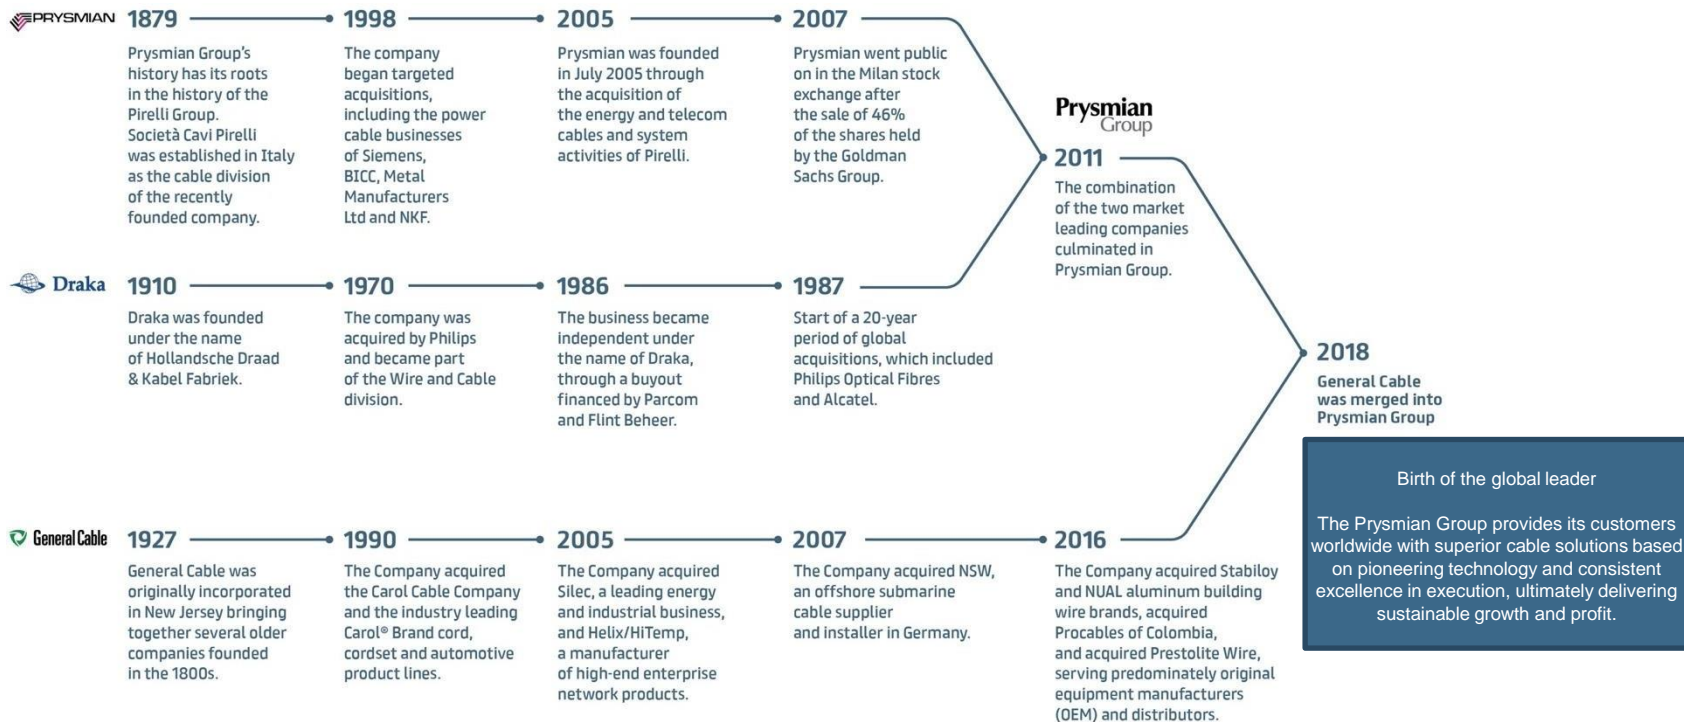 PRYSMIAN
1879
Prysmian Group's
history has its roots
in the history of the
Pirelli Group.
Società Cavi Pirelli
was established in Italy
as the cable division
of the recently
founded company.
1998
The company
began targeted
acquisitions,
including the power
cable businesses
of Siemens,
BICC, Metal
Manufacturers
Ltd and NKF.
2005
Prysmian was founded
in July 2005 through
the acquisition of
the energy and telecom
cables and system
activities of Pirelli.
2007
Prysmian went public
on in the Milan stock
exchange after
the sale of 46%
of the shares held
by the Goldman
Sachs Group.
Prysmian
Group
2011
The combination
of the two market
leading companies
culminated in
Prysmian Group.
Draka
1910
Draka was founded
under the name
of Hollandsche Draad
& Kabel Fabriek.
1970
The company was
acquired by Philips
and became part
of the Wire and Cable
division.
1986
The business became
independent under
the name of Draka,
through a buyout
financed by Parcom
and Flint Beheer.
1987
Start of a 20-year
period of global
acquisitions, which included
Philips Optical Fibres
and Alcatel.
2018
General Cable
was merged into
Prysmian Group
Birth of the global leader
The Prysmian Group provides its customers
worldwide with superior cable solutions based
on pioneering technology and consistent
excellence in execution, ultimately delivering
sustainable growth and profit.
General Cable
1927
General Cable was
originally incorporated
in New Jersey bringing
together several older
companies founded
in the 1800s.
1990
The Company acquired
the Carol Cable Company
and the industry leading
Carol® Brand cord,
cordset and automotive
product lines.
2005
The Company acquired
Silec, a leading energy
and industrial business,
and Helix/HiTemp,
a manufacturer
of high-end enterprise
network products.
2007
The Company acquired NSW,
an offshore submarine
cable supplier
and installer in Germany.
2016
The Company acquired Stabiloy
and NUAL aluminum building
wire brands, acquired
Procables of Colombia,
and acquired Prestolite Wire,
serving predominately original
equipment manufacturers
(OEM) and distributors.